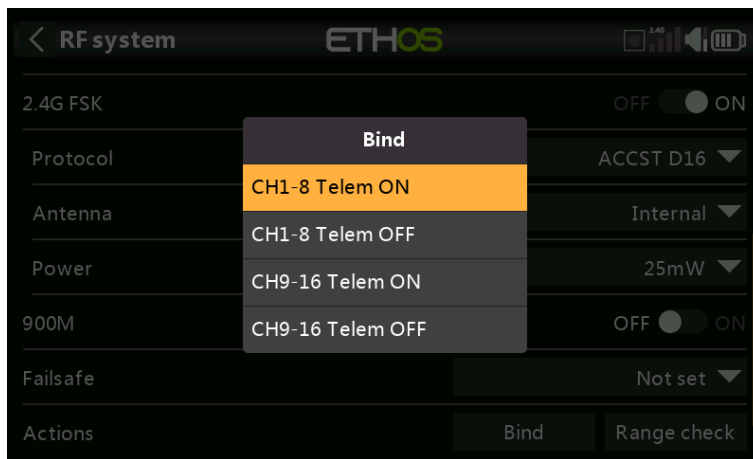 RF system ETHOS 2.4G
2.4G FSK OFF ON
Bind
Protocol ACCST D16
CH1-8 Telem ON
Antenna Internal
CH1-8 Telem OFF
Power 25mW
CH9-16 Telem ON
900M OFF ON
CH9-16 Telem OFF
Failsafe Not set
Actions Bind Range check